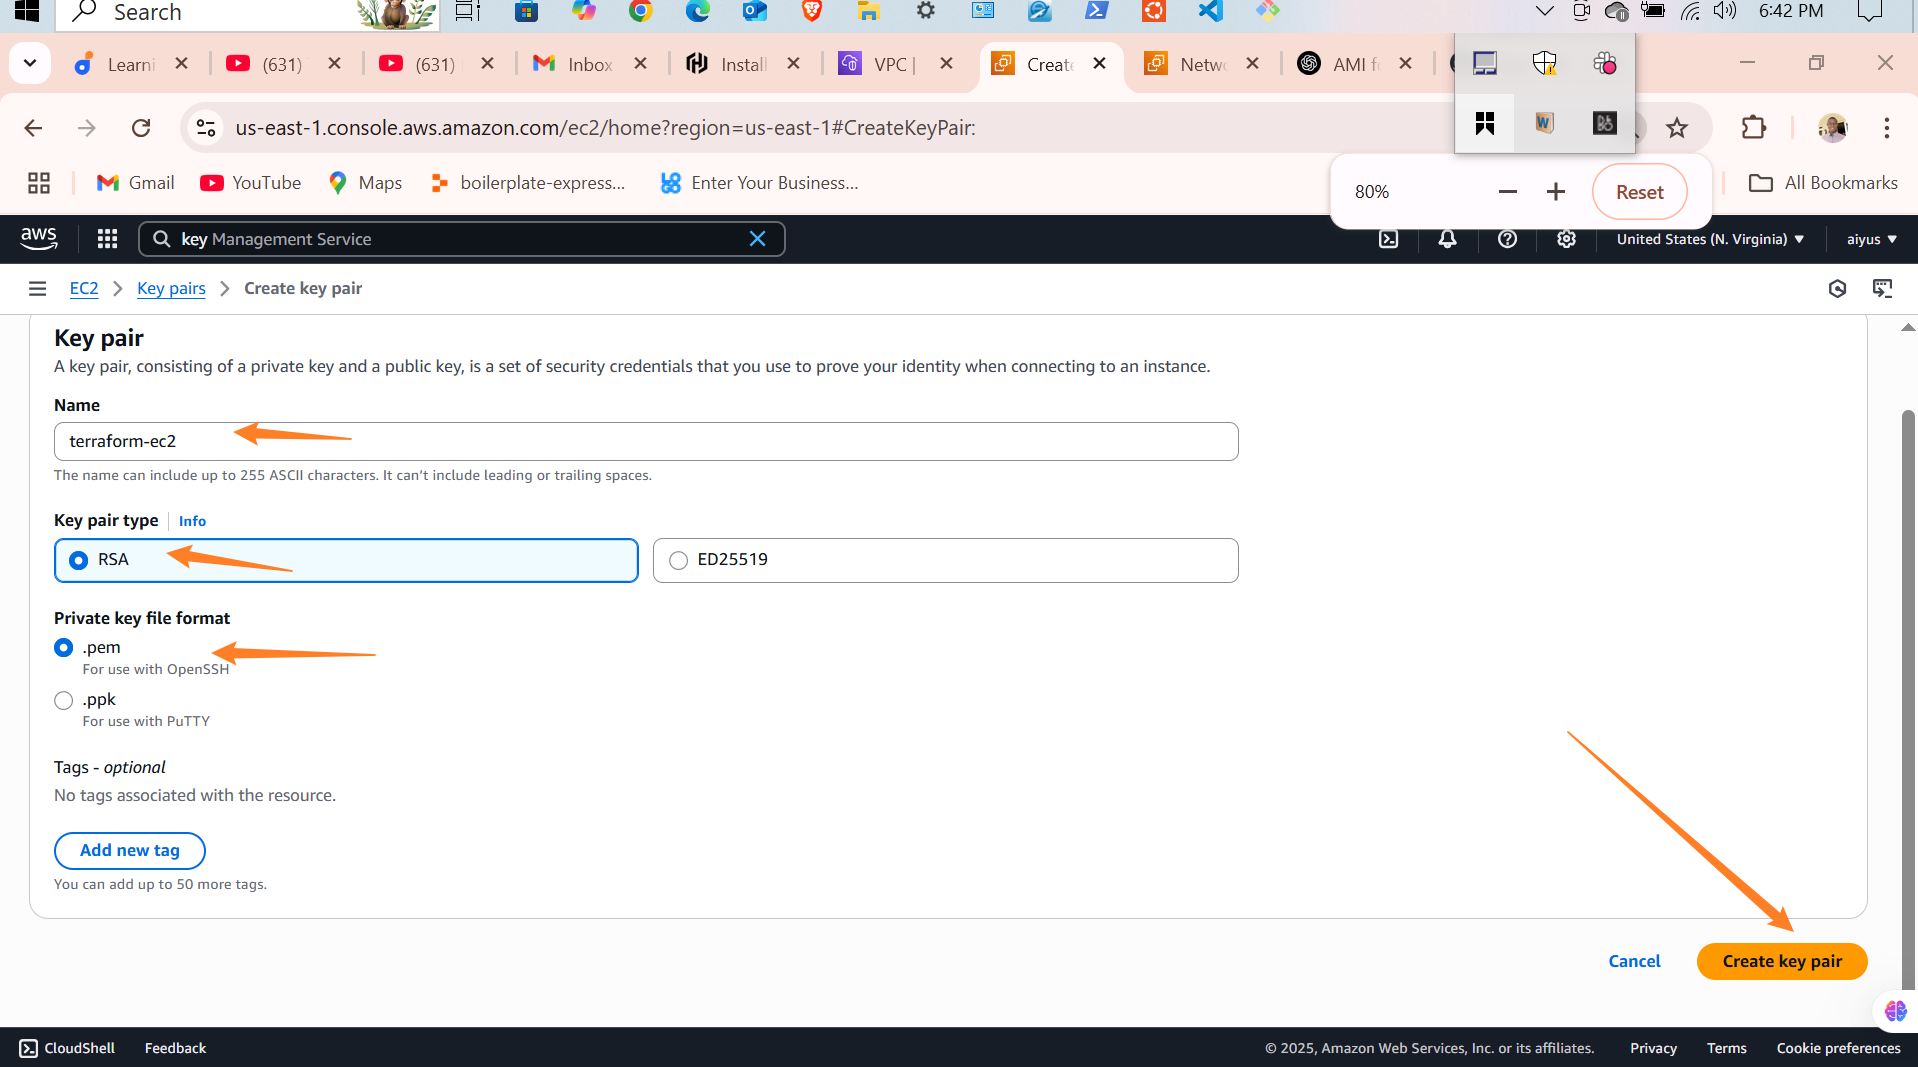 Search
6:42 PM
Learni
(631)
(631)
Inbox
Install
VPC |
Create
Netwo
AMI fo
us-east-1.console.aws.amazon.com/ec2/home?region=us-east-1#CreateKeyPair:
Gmail
YouTube
Maps
boilerplate-express...
Enter Your Business...
80%
Reset
All Bookmarks
aws
key Management Service
United States (N. Virginia)
aiyus
EC2
Key pairs
Create key pair
Key pair
A key pair, consisting of a private key and a public key, is a set of security credentials that you use to prove your identity when connecting to an instance.
Name
terraform-ec2
The name can include up to 255 ASCII characters. It can't include leading or trailing spaces.
Key pair type
Info
RSA
ED25519
Private key file format
.pem
For use with OpenSSH
.ppk
For use with PuTTY
Tags - optional
No tags associated with the resource.
Add new tag
You can add up to 50 more tags.
Cancel
Create key pair
CloudShell
Feedback
© 2025, Amazon Web Services, Inc. or its affiliates.
Privacy
Terms
Cookie preferences